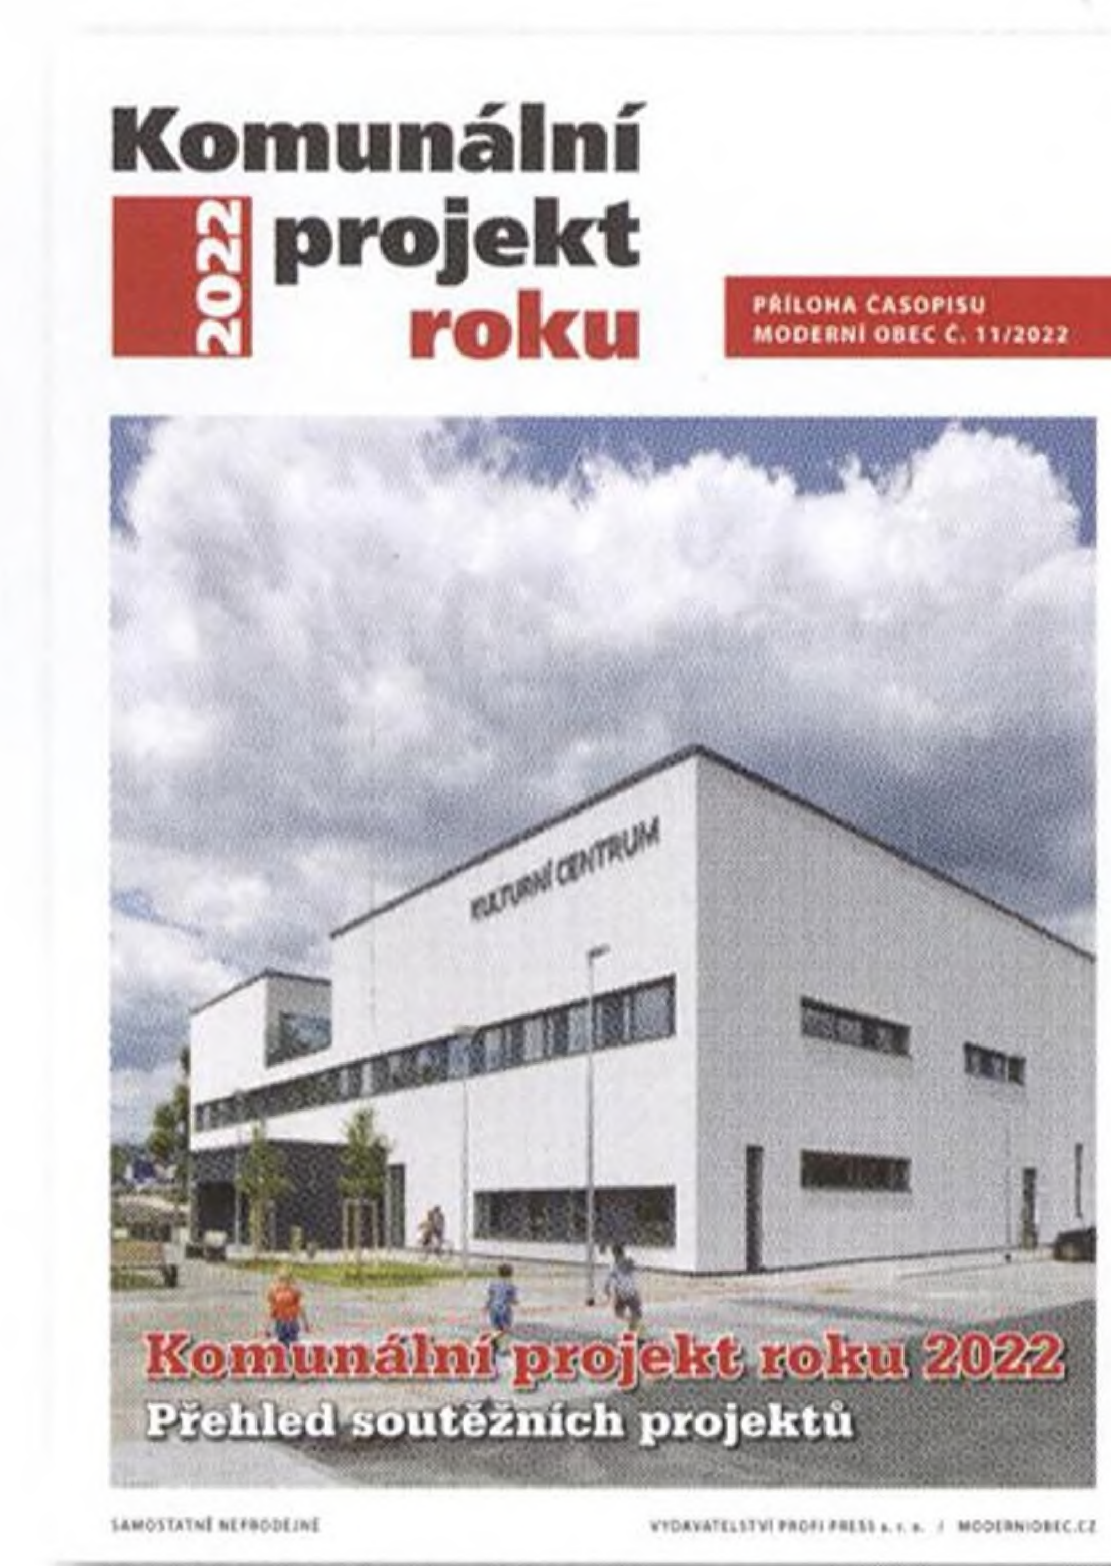 Komunální
2022 projekt
roku
PŘÍLOHA ČASOPISU
MODERNÍ OBEC Č. 11/2022
KULTURNÍ CENTRUM
Komunální projekt roku 2022
Přehled soutěžních projektů
SAMOSTATNĚ NEPRODEJNÉ
VYDAVATELSTVÍ PROFI PRESS s. r. o. / MODERNIOBEC.CZ